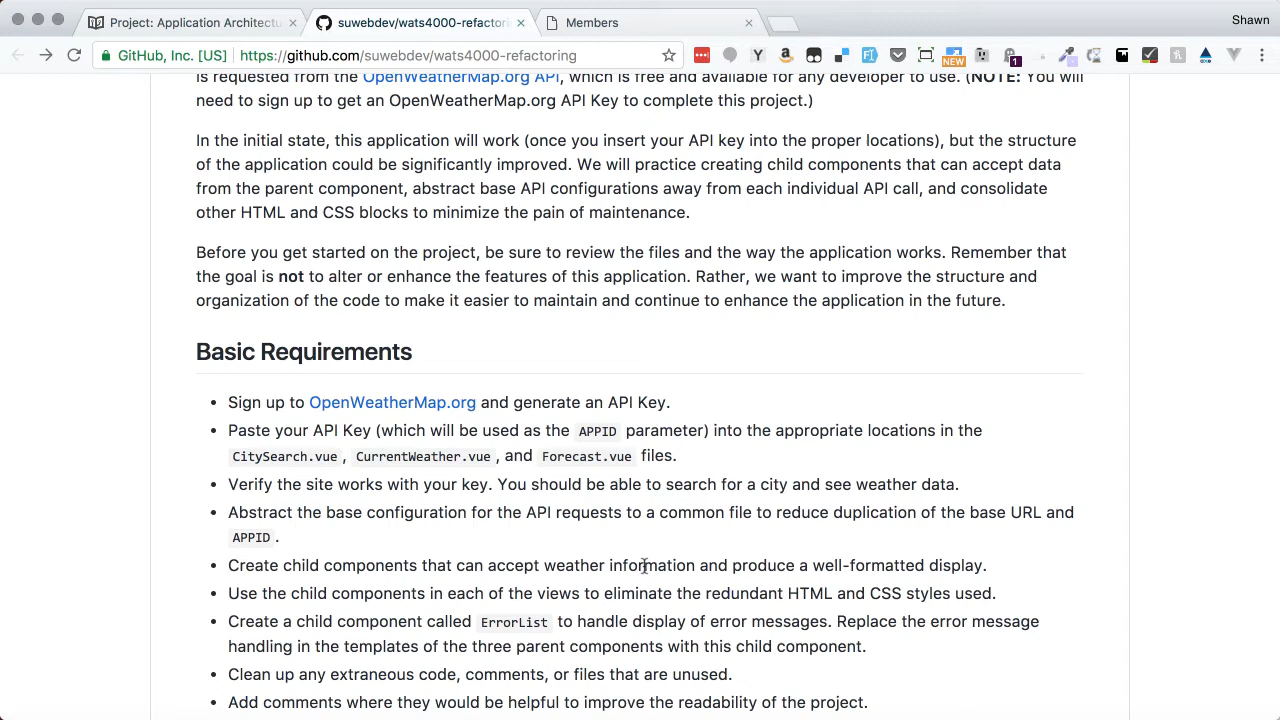 Project: Application Architectu
suwebdev/wats4000-refactori
Members
Shawn
GitHub, Inc. [US]
https://github.com/suwebdev/wats4000-refactoring
NEW
1
is requested from the OpenWeatherMap.org API, which is free and available for any developer to use. (NOTE: You will
need to sign up to get an OpenWeatherMap.org API Key to complete this project.)
In the initial state, this application will work (once you insert your API key into the proper locations), but the structure
of the application could be significantly improved. We will practice creating child components that can accept data
from the parent component, abstract base API configurations away from each individual API call, and consolidate
other HTML and CSS blocks to minimize the pain of maintenance.
Before you get started on the project, be sure to review the files and the way the application works. Remember that
the goal is not to alter or enhance the features of this application. Rather, we want to improve the structure and
organization of the code to make it easier to maintain and continue to enhance the application in the future.
Basic Requirements
• Sign up to OpenWeatherMap.org and generate an API Key.
• Paste your API Key (which will be used as the APPID parameter) into the appropriate locations in the
CitySearch.vue, CurrentWeather.vue, and Forecast.vue files.
• Verify the site works with your key. You should be able to search for a city and see weather data.
• Abstract the base configuration for the API requests to a common file to reduce duplication of the base URL and
APPID.
• Create child components that can accept weather information and produce a well-formatted display.
• Use the child components in each of the views to eliminate the redundant HTML and CSS styles used.
• Create a child component called ErrorList to handle display of error messages. Replace the error message
handling in the templates of the three parent components with this child component.
• Clean up any extraneous code, comments, or files that are unused.
• Add comments where they would be helpful to improve the readability of the project.